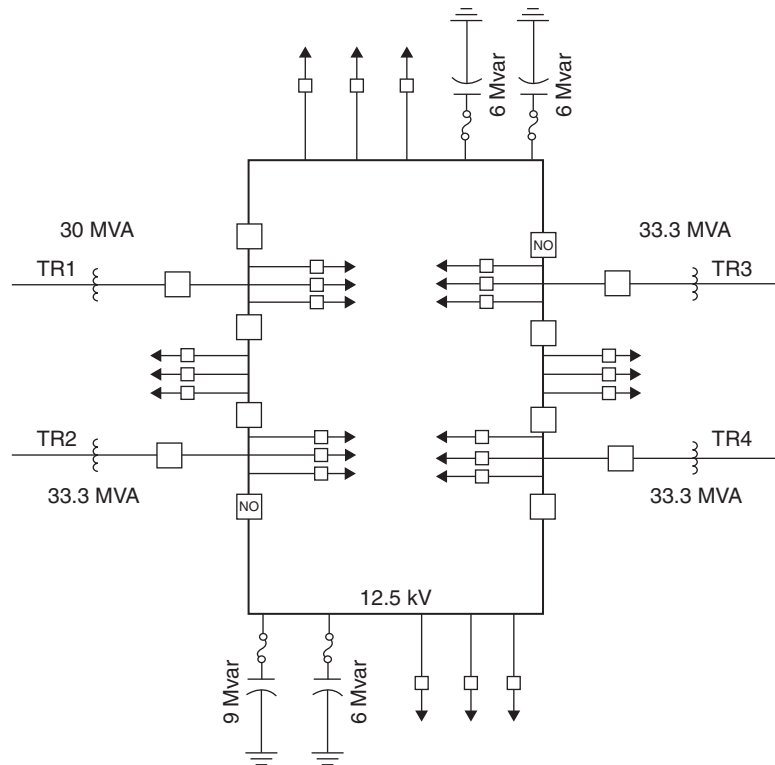 6 Mvar
6 Mvar
30 MVA
33.3 MVA
NO
TR1
TR3
TR2
TR4
33.3 MVA
33.3 MVA
NO
12.5 kV
9 Mvar
6 Mvar